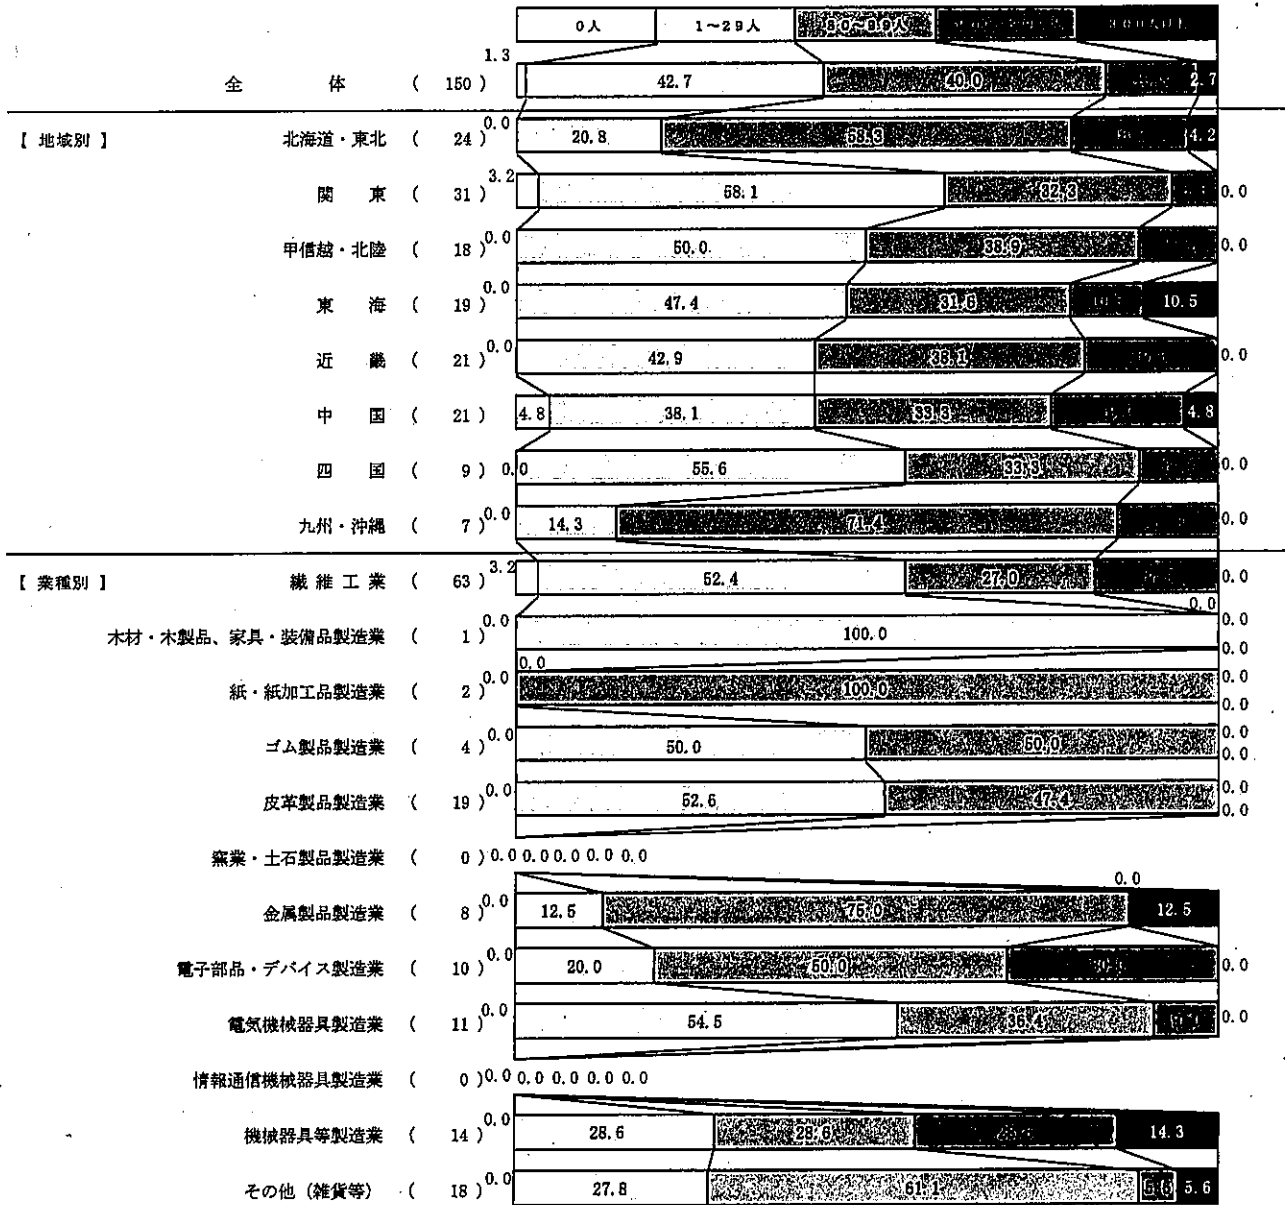 0人 1~29人 30~99人
1.3
全 体 ( 150 ) 42.7 40.0 2.7
【 地域別 】 北海道・東北 ( 24 ) 0.0 20.8 58.3 4.2
関 東 ( 31 ) 3.2 58.1 32.3 0.0
甲信越・北陸 ( 18 ) 0.0 50.0 38.9 0.0
東 海 ( 19 ) 0.0 47.4 31.6 10.5
近 畿 ( 21 ) 0.0 42.9 38.1 0.0
中 国 ( 21 ) 4.8 38.1 33.3 4.8
四 国 ( 9 ) 0.0 55.6 33.3 0.0
九州・沖縄 ( 7 ) 0.0 14.3 71.4 0.0
【 業種別 】 繊維工業 ( 63 ) 3.2 52.4 27.0 0.0
0.0
木材・木製品、家具・装備品製造業 ( 1 ) 0.0 100.0 0.0
0.0
0.0
紙・紙加工品製造業 ( 2 ) 0.0 100.0 0.0
0.0
ゴム製品製造業 ( 4 ) 0.0 50.0 50.0 0.0
0.0
皮革製品製造業 ( 19 ) 0.0 52.6 47.4 0.0
0.0
窯業・土石製品製造業 ( 0 ) 0.0 0.0 0.0 0.0 0.0
0.0
金属製品製造業 ( 8 ) 0.0 12.5 75.0 12.5
電子部品・デバイス製造業 ( 10 ) 0.0 20.0 50.0 0.0
電気機械器具製造業 ( 11 ) 0.0 54.5 36.4 0.0
情報通信機械器具製造業 ( 0 ) 0.0 0.0 0.0 0.0 0.0
機械器具等製造業 ( 14 ) 0.0 28.6 28.6 14.3
その他（雑貨等） ( 18 ) 0.0 27.8 61.1 5.6